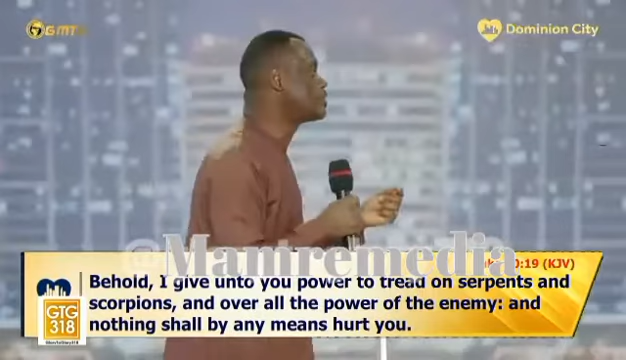 GMTV
Dominion City
@Mamremedia
0:19 (KJV)
Behold, I give unto you power to tread on serpents and
scorpions, and over all the power of the enemy: and
nothing shall by any means hurt you.
GTG
318